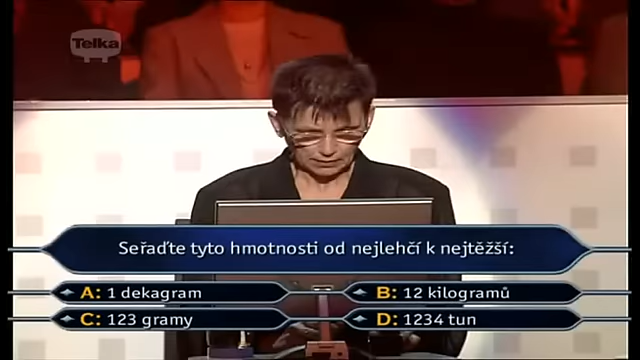 Telka
Seřaďte tyto hmotnosti od nejlehčí k nejtěžší:
A: 1 dekagram
B: 12 kilogramů
C: 123 gramy
D: 1234 tun